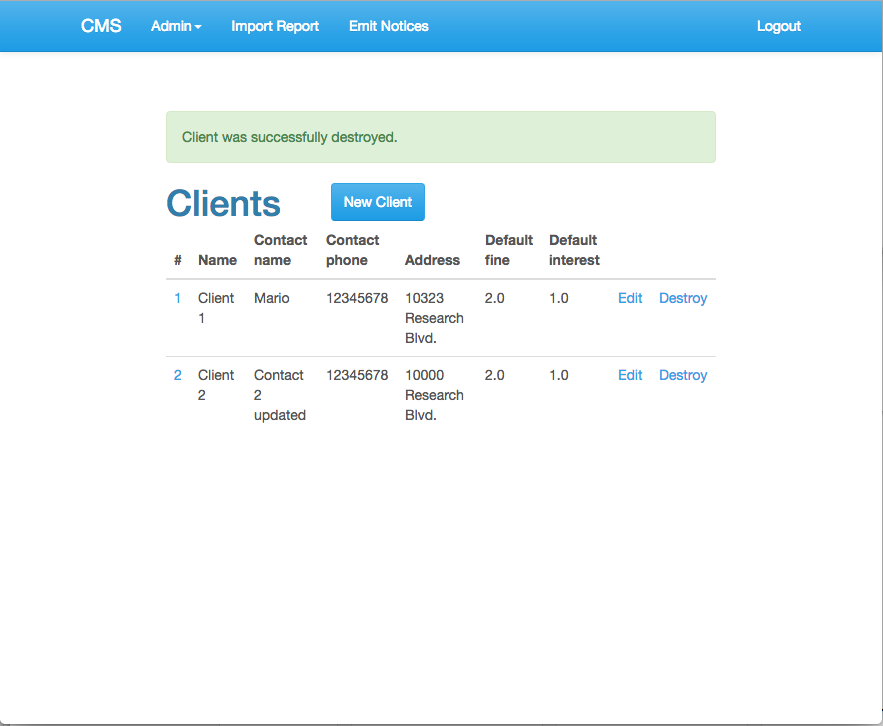 CMS Admin Import Report Emit Notices Logout
Client was successfully destroyed.
Clients New Client
# Name Contact name Contact phone Address Default fine Default interest
1 Client 1 Mario 12345678 10323 Research Blvd. 2.0 1.0 Edit Destroy
2 Client 2 Contact 2 updated 12345678 10000 Research Blvd. 2.0 1.0 Edit Destroy